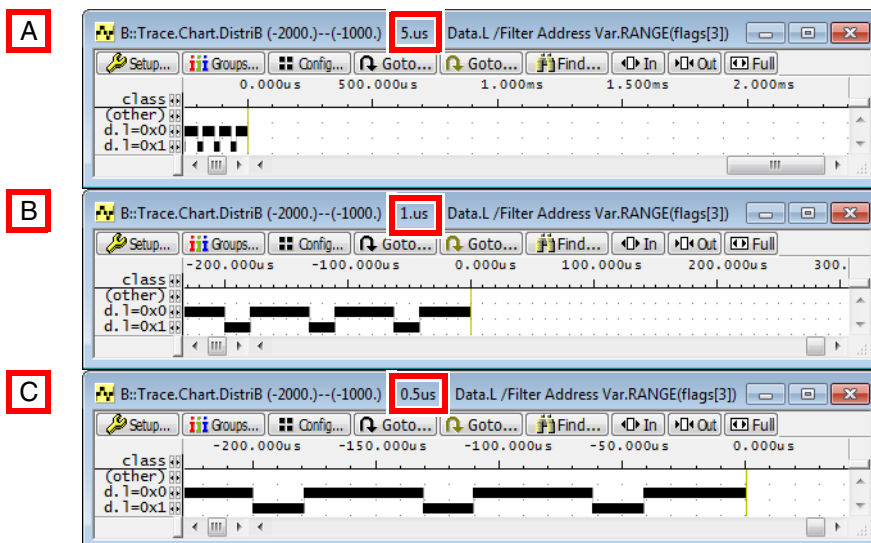 A
B::Trace.Chart.DistriB (-2000.)--(-1000.) 5.us Data.L /Filter Address Var.RANGE(flags[3])
Setup... Groups... Config... Goto... Goto... Find... In Out Full
0.000us 500.000us 1.000ms 1.500ms 2.000ms
class
(other)
d.l=0x0
d.l=0x1
B
B::Trace.Chart.DistriB (-2000.)--(-1000.) 1.us Data.L /Filter Address Var.RANGE(flags[3])
Setup... Groups... Config... Goto... Goto... Find... In Out Full
-200.000us -100.000us 0.000us 100.000us 200.000us 300.
class
(other)
d.l=0x0
d.l=0x1
C
B::Trace.Chart.DistriB (-2000.)--(-1000.) 0.5us Data.L /Filter Address Var.RANGE(flags[3])
Setup... Groups... Config... Goto... Goto... Find... In Out Full
-200.000us -150.000us -100.000us -50.000us 0.000us
class
(other)
d.l=0x0
d.l=0x1